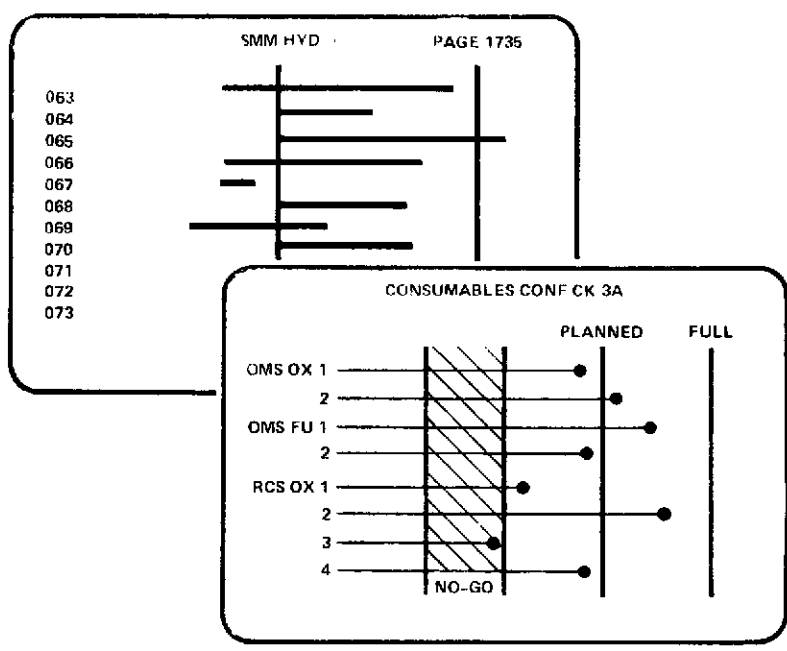 SMM HYD PAGE 1735
063
064
065
066
067
068
069
070
071
072
073
CONSUMABLES CONF CK 3A
PLANNED FULL
OMS OX 1
2
OMS FU 1
2
RCS OX 1
2
3
4
NO-GO